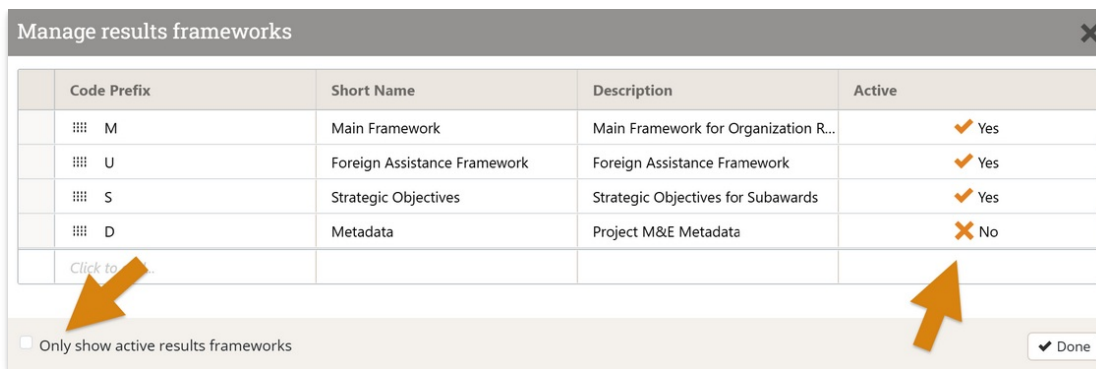 Manage results frameworks
Code Prefix Short Name Description Active
M Main Framework Main Framework for Organization R... Yes
U Foreign Assistance Framework Foreign Assistance Framework Yes
S Strategic Objectives Strategic Objectives for Subawards Yes
D Metadata Project M&E Metadata No
Click to
Only show active results frameworks Done